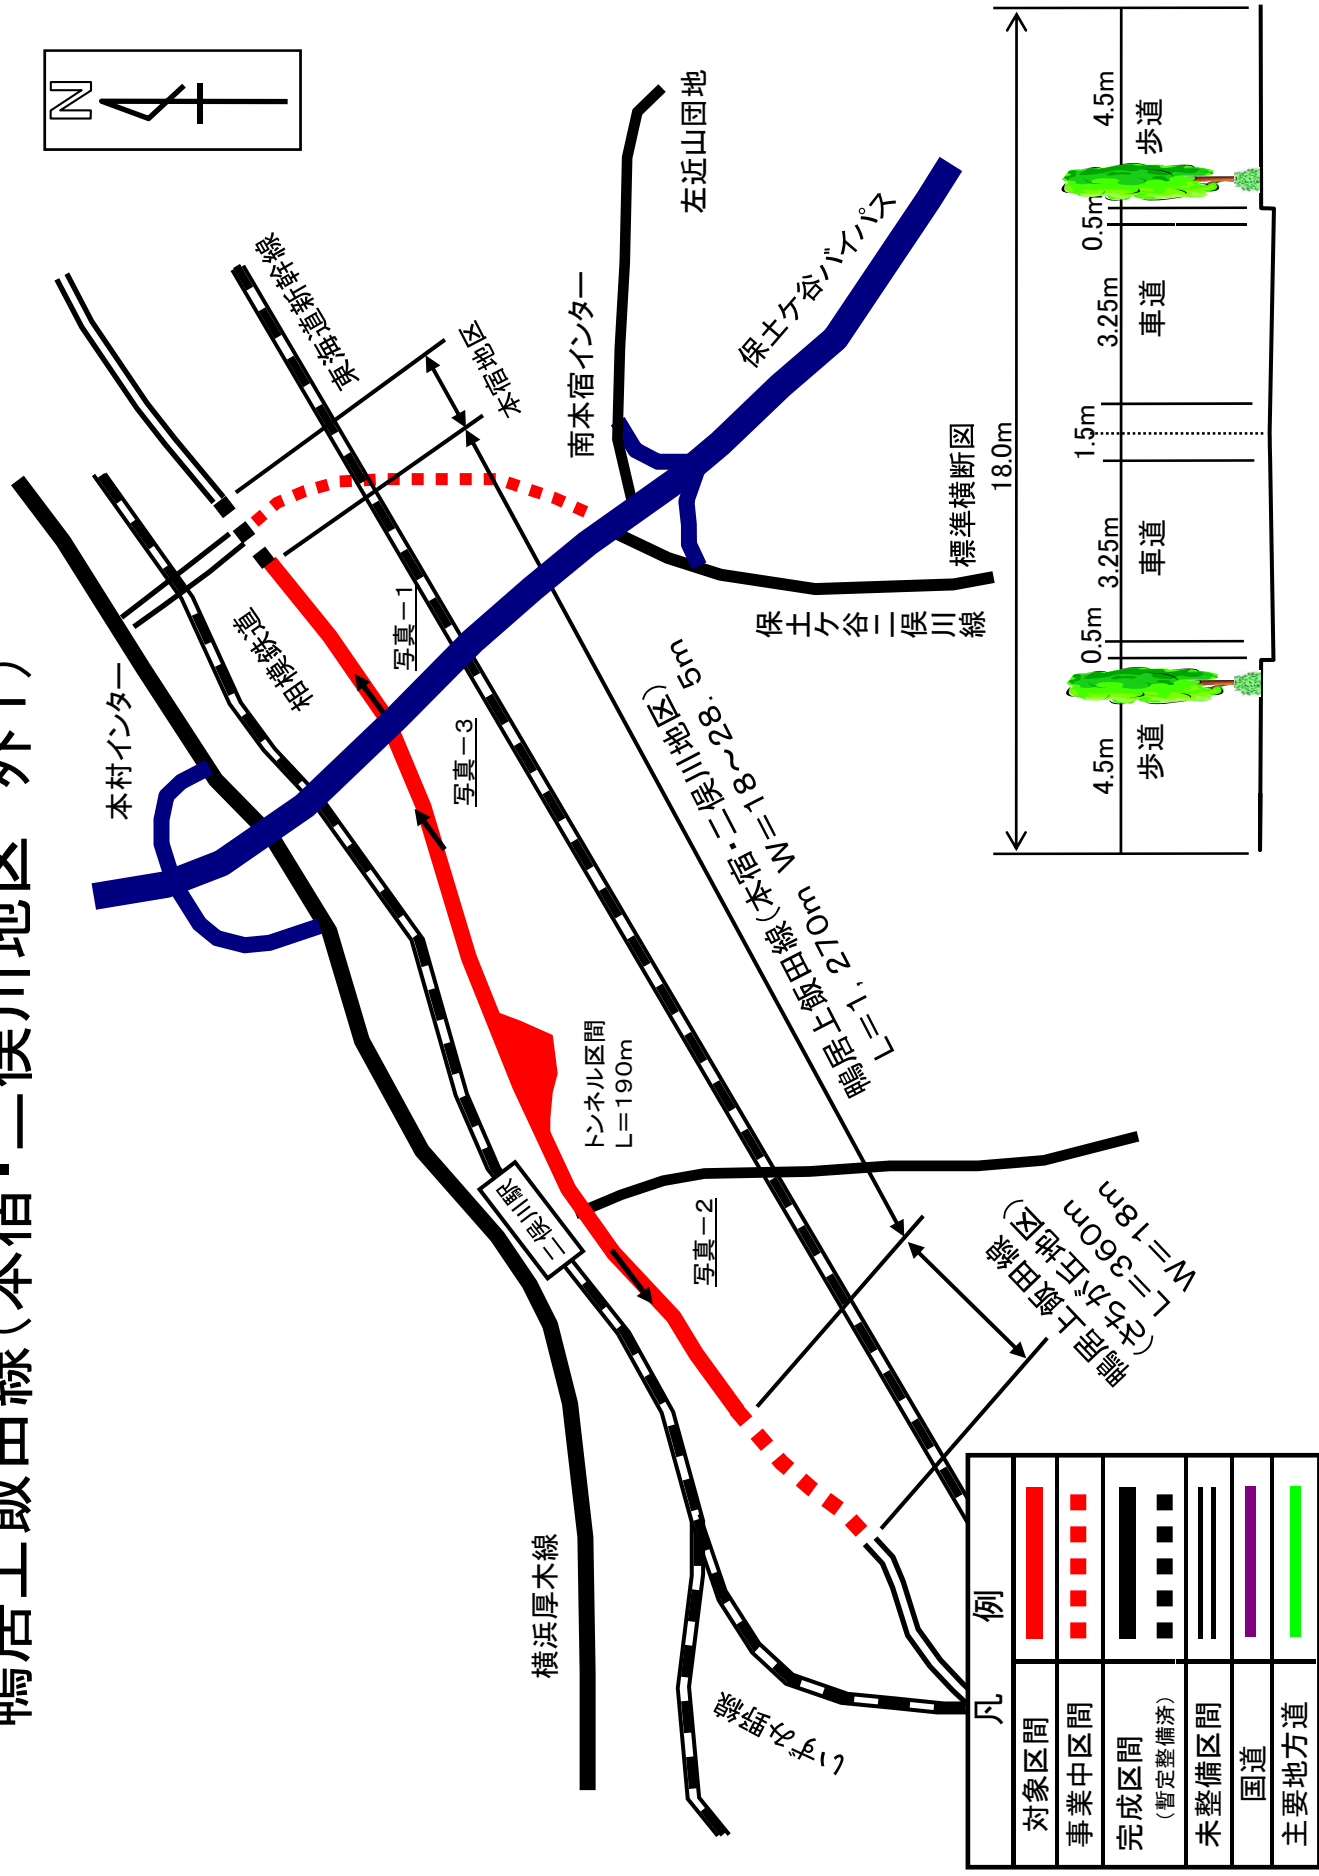 鴨居上飯田線(本宿・二俣川地区 外1)
N
本村インター
相模鉄道
東海道新幹線
本宿地区
南本宿インター
左近山団地
保土ケ谷バイパス
写真－1
写真－3
写真－2
保土ケ谷二俣川線
鴨居上飯田線(本宿・二俣川地区)
L＝1，270m W＝18～28．5m
トンネル区間
L＝190m
二俣川駅
鴨居上飯田線
(さちが丘地区)
L＝360m
W＝18m
横浜厚木線
いずみ野線
標準横断図
18.0m
4.5m
0.5m
3.25m
1.5m
3.25m
0.5m
4.5m
歩道
車道
車道
歩道
凡例
対象区間
事業中区間
完成区間
(暫定整備済)
未整備区間
国道
主要地方道